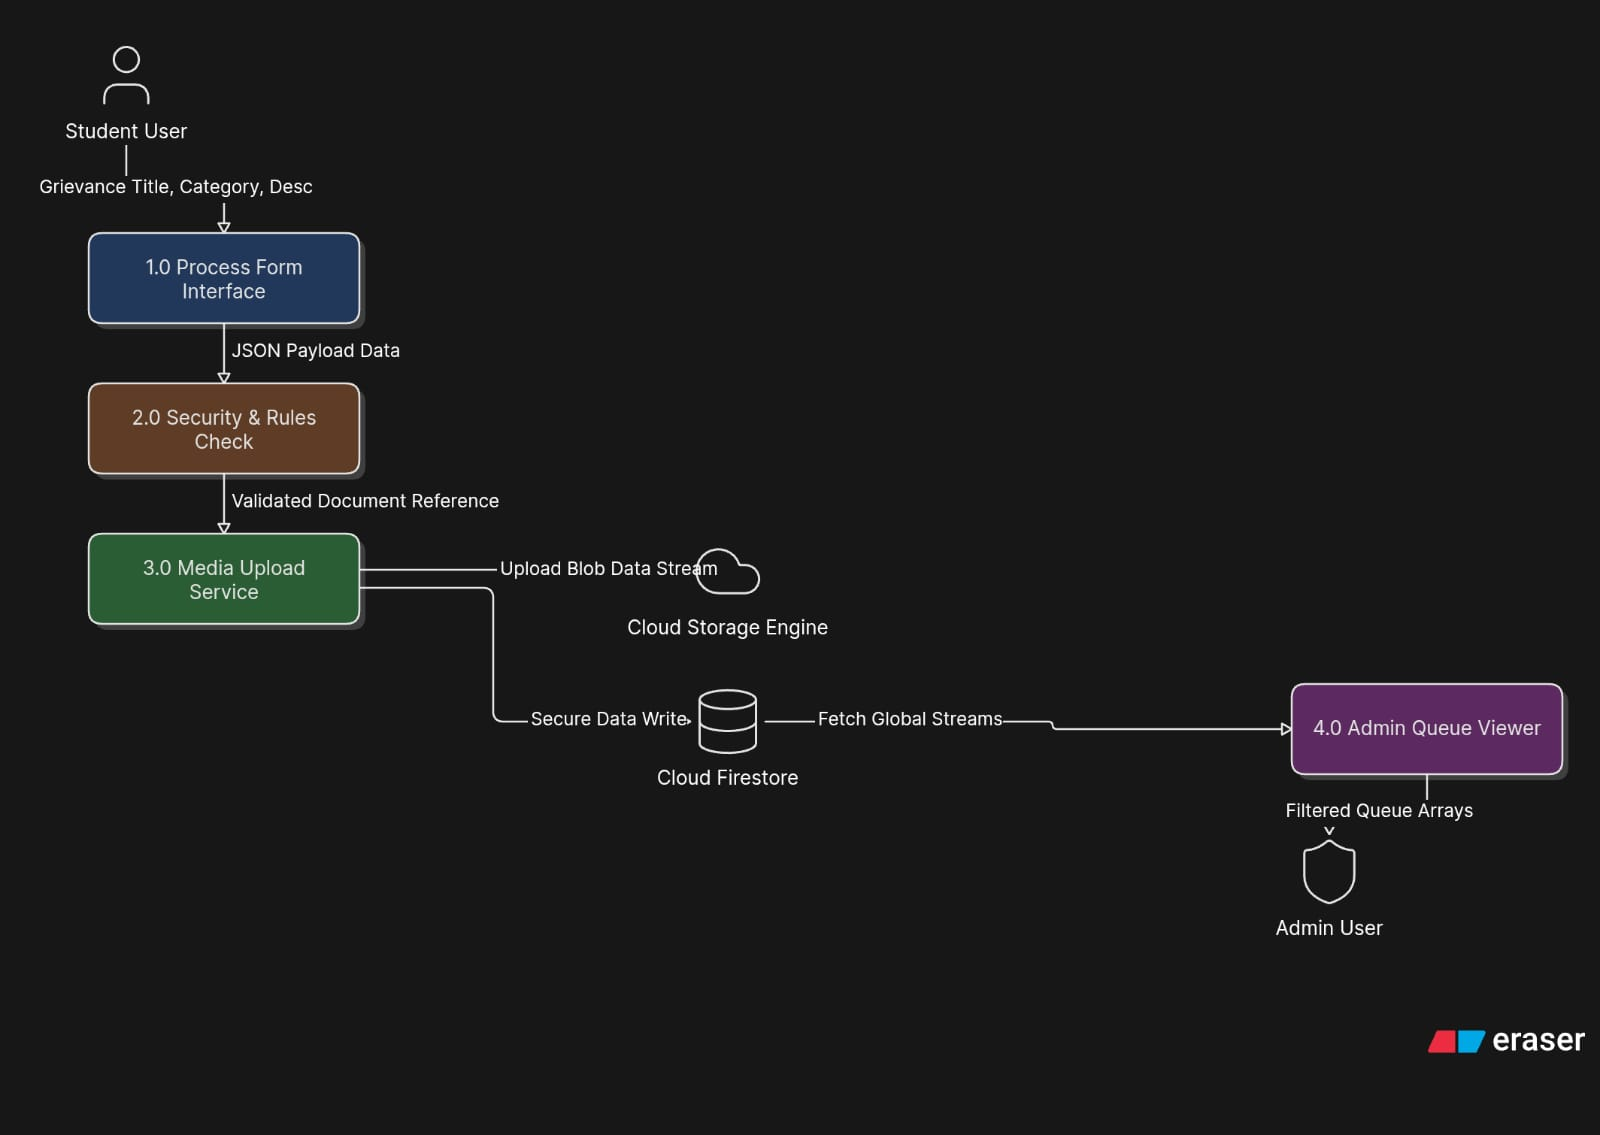 Student User
Grievance Title, Category, Desc
1.0 Process Form
Interface
JSON Payload Data
2.0 Security & Rules
Check
Validated Document Reference
3.0 Media Upload
Service
Upload Blob Data Stream
Cloud Storage Engine
Secure Data Write
Cloud Firestore
Fetch Global Streams
4.0 Admin Queue Viewer
Filtered Queue Arrays
Admin User
eraser